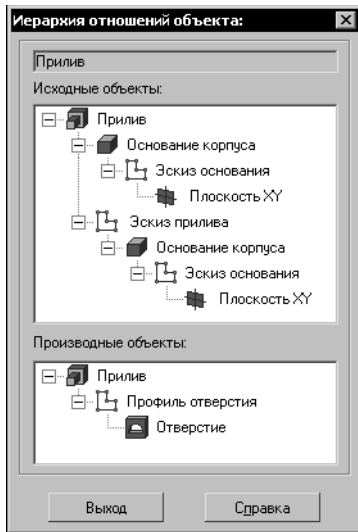 Иерархия отношений объекта:
Прилив
Исходные объекты:
Прилив
Основание корпуса
Эскиз основания
Плоскость XY
Эскиз прилива
Основание корпуса
Эскиз основания
Плоскость XY
Производные объекты:
Прилив
Профиль отверстия
Отверстие
Выход
Справка